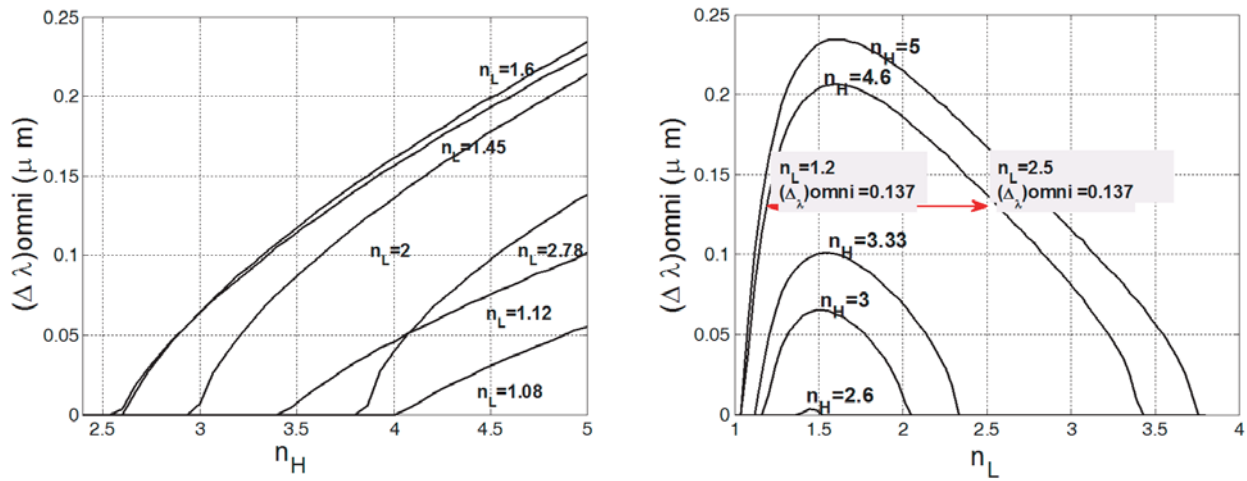 (Δ λ)omni (μ m)
0.25
0.2
0.15
0.1
0.05
0
2.5
3
3.5
4
4.5
5
n_H
n_L=1.6
n_L=1.45
n_L=2
n_L=2.78
n_L=1.12
n_L=1.08
(Δ λ)omni (μ m)
0.25
0.2
0.15
0.1
0.05
0
1
1.5
2
2.5
3
3.5
4
n_L
n_H=5
n_H=4.6
n_L=1.2
(Δ_λ)omni =0.137
n_L=2.5
(Δ_λ)omni =0.137
n_H=3.33
n_H=3
n_H=2.6